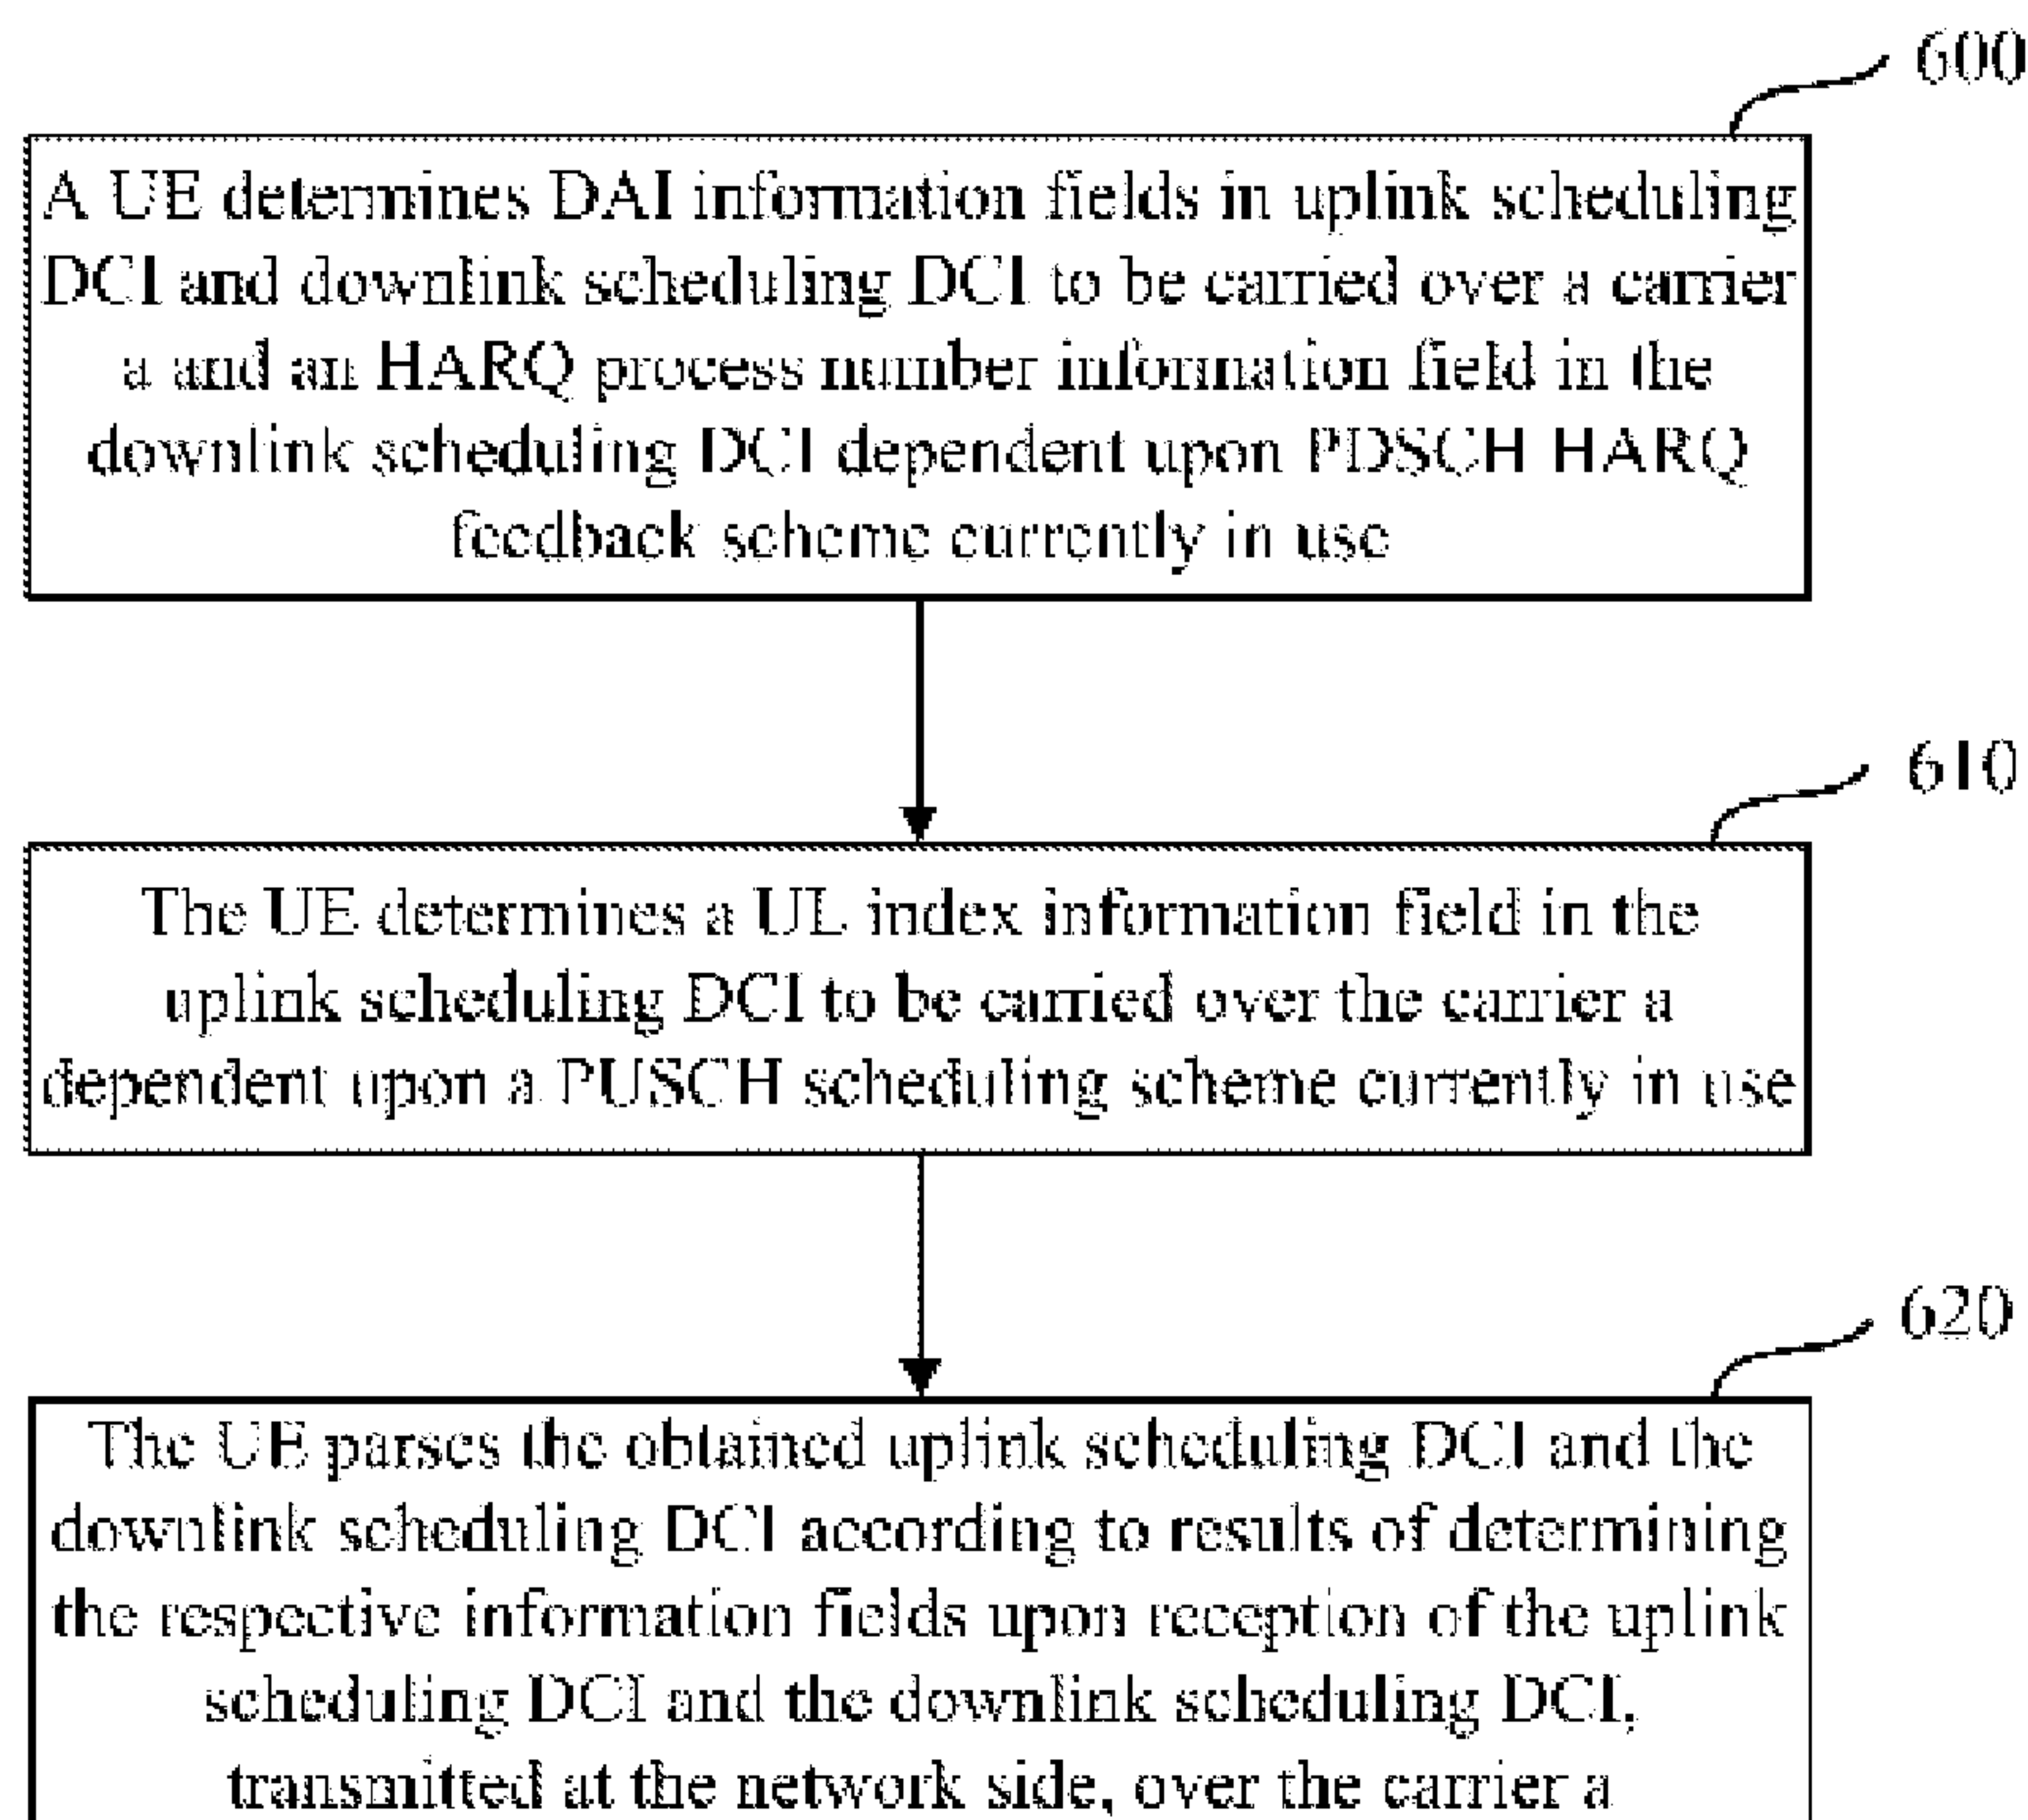 600
A UE determines DAI information fields in uplink scheduling
DCI and downlink scheduling DCI to be carried over a carrier
a and an HARQ process number information field in the
downlink scheduling DCI dependent upon PDSCH HARQ
feedback scheme currently in use
610
The UE determines a UL index information field in the
uplink scheduling DCI to be carried over the carrier a
dependent upon a PUSCH scheduling scheme currently in use
620
The UE parses the obtained uplink scheduling DCI and the
downlink scheduling DCI according to results of determining
the respective information fields upon reception of the uplink
scheduling DCI and the downlink scheduling DCI,
transmitted at the network side, over the carrier a